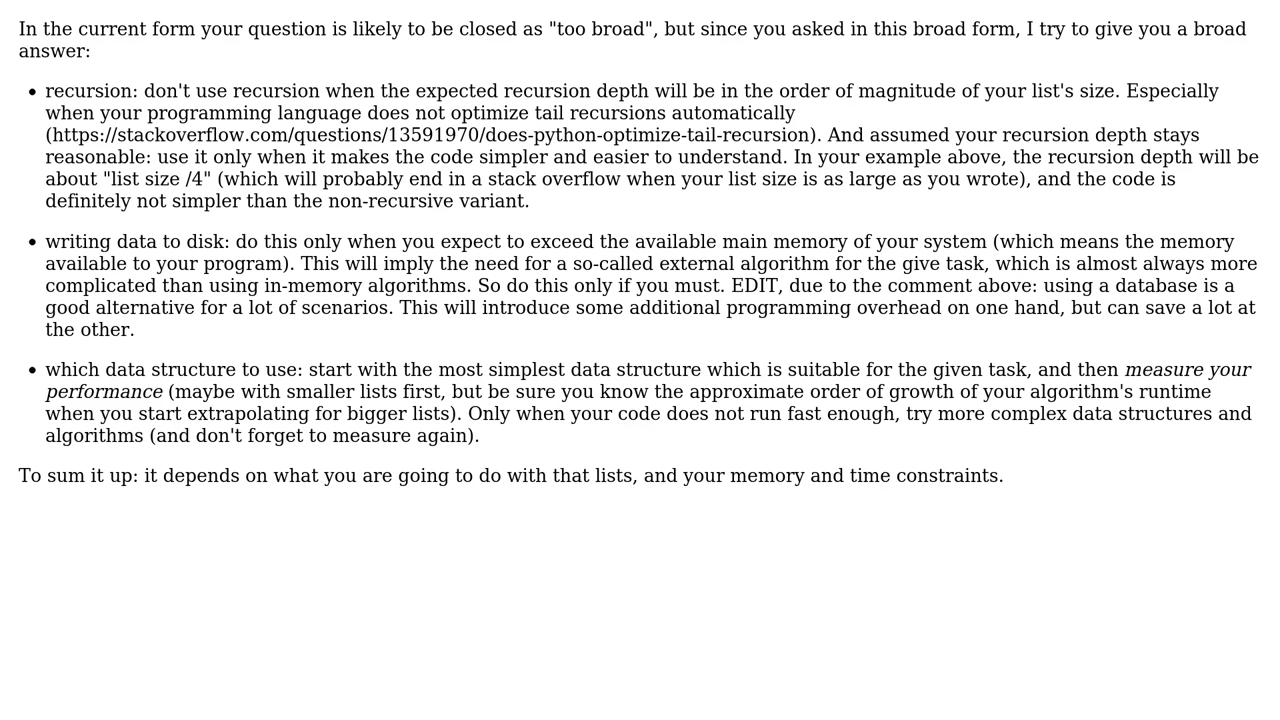 In the current form your question is likely to be closed as "too broad", but since you asked in this broad form, I try to give you a broad
answer:
• recursion: don't use recursion when the expected recursion depth will be in the order of magnitude of your list's size. Especially
when your programming language does not optimize tail recursions automatically
(https://stackoverflow.com/questions/13591970/does-python-optimize-tail-recursion). And assumed your recursion depth stays
reasonable: use it only when it makes the code simpler and easier to understand. In your example above, the recursion depth will be
about "list size /4" (which will probably end in a stack overflow when your list size is as large as you wrote), and the code is
definitely not simpler than the non-recursive variant.
• writing data to disk: do this only when you expect to exceed the available main memory of your system (which means the memory
available to your program). This will imply the need for a so-called external algorithm for the give task, which is almost always more
complicated than using in-memory algorithms. So do this only if you must. EDIT, due to the comment above: using a database is a
good alternative for a lot of scenarios. This will introduce some additional programming overhead on one hand, but can save a lot at
the other.
• which data structure to use: start with the most simplest data structure which is suitable for the given task, and then measure your
performance (maybe with smaller lists first, but be sure you know the approximate order of growth of your algorithm's runtime
when you start extrapolating for bigger lists). Only when your code does not run fast enough, try more complex data structures and
algorithms (and don't forget to measure again).
To sum it up: it depends on what you are going to do with that lists, and your memory and time constraints.